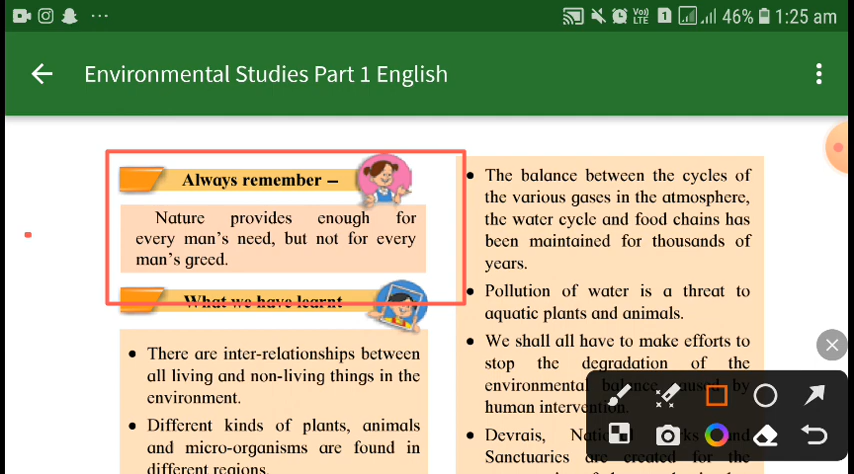 46% 1:25 am
Environmental Studies Part 1 English
Always remember –
Nature provides enough for
every man's need, but not for every
man's greed.
What we have learnt
• There are inter-relationships between
all living and non-living things in the
environment.
• Different kinds of plants, animals
and micro-organisms are found in
different regions.
• The balance between the cycles of
the various gases in the atmosphere,
the water cycle and food chains has
been maintained for thousands of
years.
• Pollution of water is a threat to
aquatic plants and animals.
• We shall all have to make efforts to
stop the degradation of the
environmental balance caused by
human intervention.
• Devrais, and
Sanctuaries are created for the